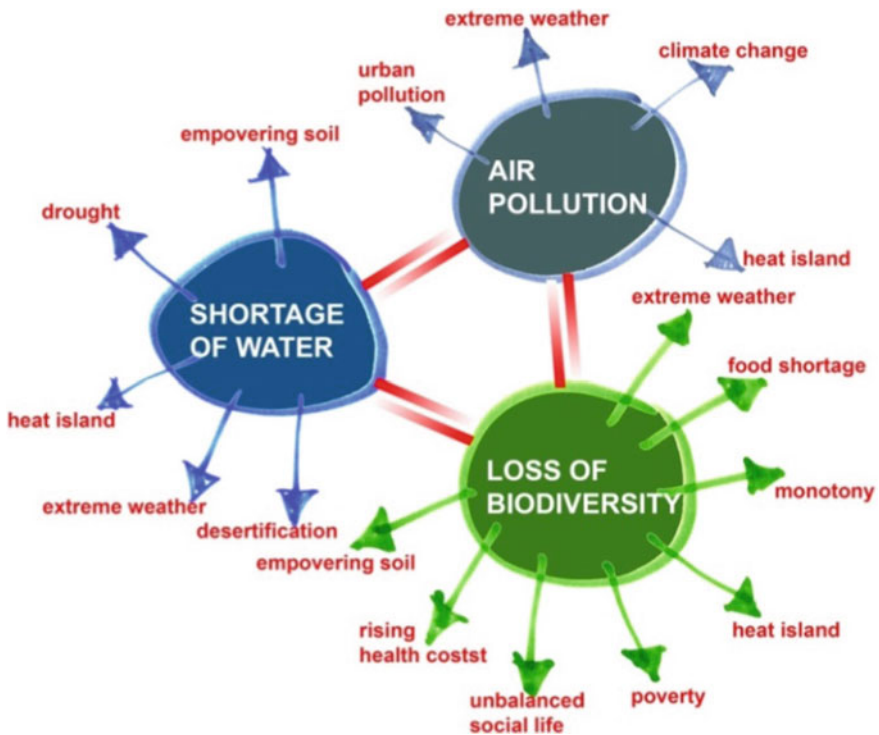 extreme weather
climate change
urban
pollution
empovering soil
AIR
POLLUTION
drought
heat island
extreme weather
SHORTAGE
OF WATER
food shortage
heat island
LOSS OF
BIODIVERSITY
monotony
extreme weather
desertification
empovering soil
rising
health costst
heat island
unbalanced
social life
poverty